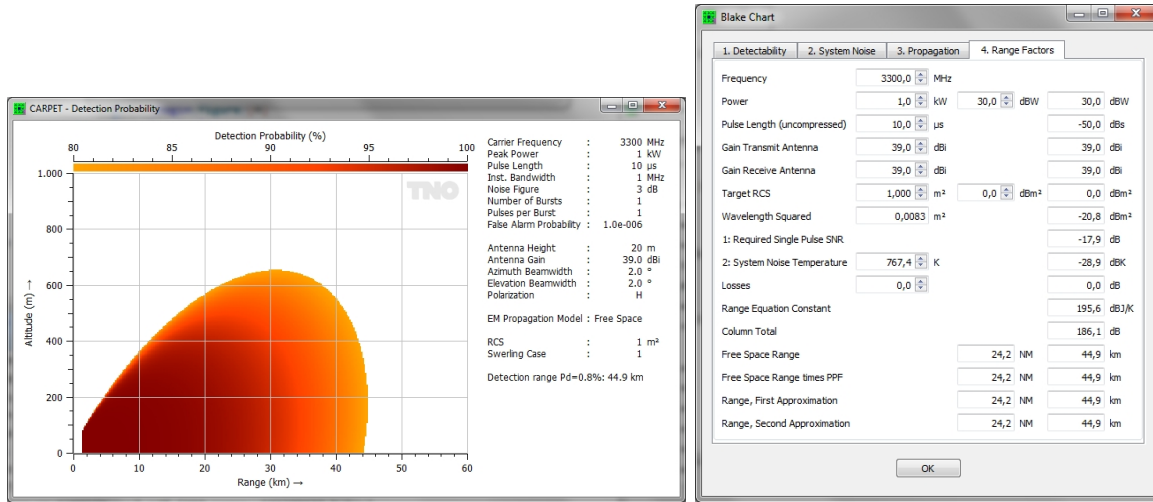 CARPET - Detection Probability
Detection Probability (%)
80 85 90 95 100
TNO
1.000
800
600
400
200
0
Altitude (m) →
0 10 20 30 40 50 60
Range (km) →
Carrier Frequency : 3300 MHz
Peak Power : 1 kW
Pulse Length : 10 µs
Inst. Bandwidth : 1 MHz
Noise Figure : 3 dB
Number of Bursts : 1
Pulses per Burst : 1
False Alarm Probability : 1.0e-006
Antenna Height : 20 m
Antenna Gain : 39.0 dBi
Azimuth Beamwidth : 2.0 °
Elevation Beamwidth : 2.0 °
Polarization : H
EM Propagation Model : Free Space
RCS : 1 m²
Swerling Case : 1
Detection range Pd=0.8%: 44.9 km
Blake Chart
1. Detectability 2. System Noise 3. Propagation 4. Range Factors
Frequency 3300,0 MHz
Power 1,0 kW 30,0 dBW 30,0 dBW
Pulse Length (uncompressed) 10,0 µs -50,0 dBs
Gain Transmit Antenna 39,0 dBi 39,0 dBi
Gain Receive Antenna 39,0 dBi 39,0 dBi
Target RCS 1,000 m² 0,0 dBm² 0,0 dBm²
Wavelength Squared 0,0083 m² -20,8 dBm²
1: Required Single Pulse SNR -17,9 dB
2: System Noise Temperature 767,4 K -28,9 dBK
Losses 0,0 0,0 dB
Range Equation Constant 195,6 dBJ/K
Column Total 186,1 dB
Free Space Range 24,2 NM 44,9 km
Free Space Range times PPF 24,2 NM 44,9 km
Range, First Approximation 24,2 NM 44,9 km
Range, Second Approximation 24,2 NM 44,9 km
OK